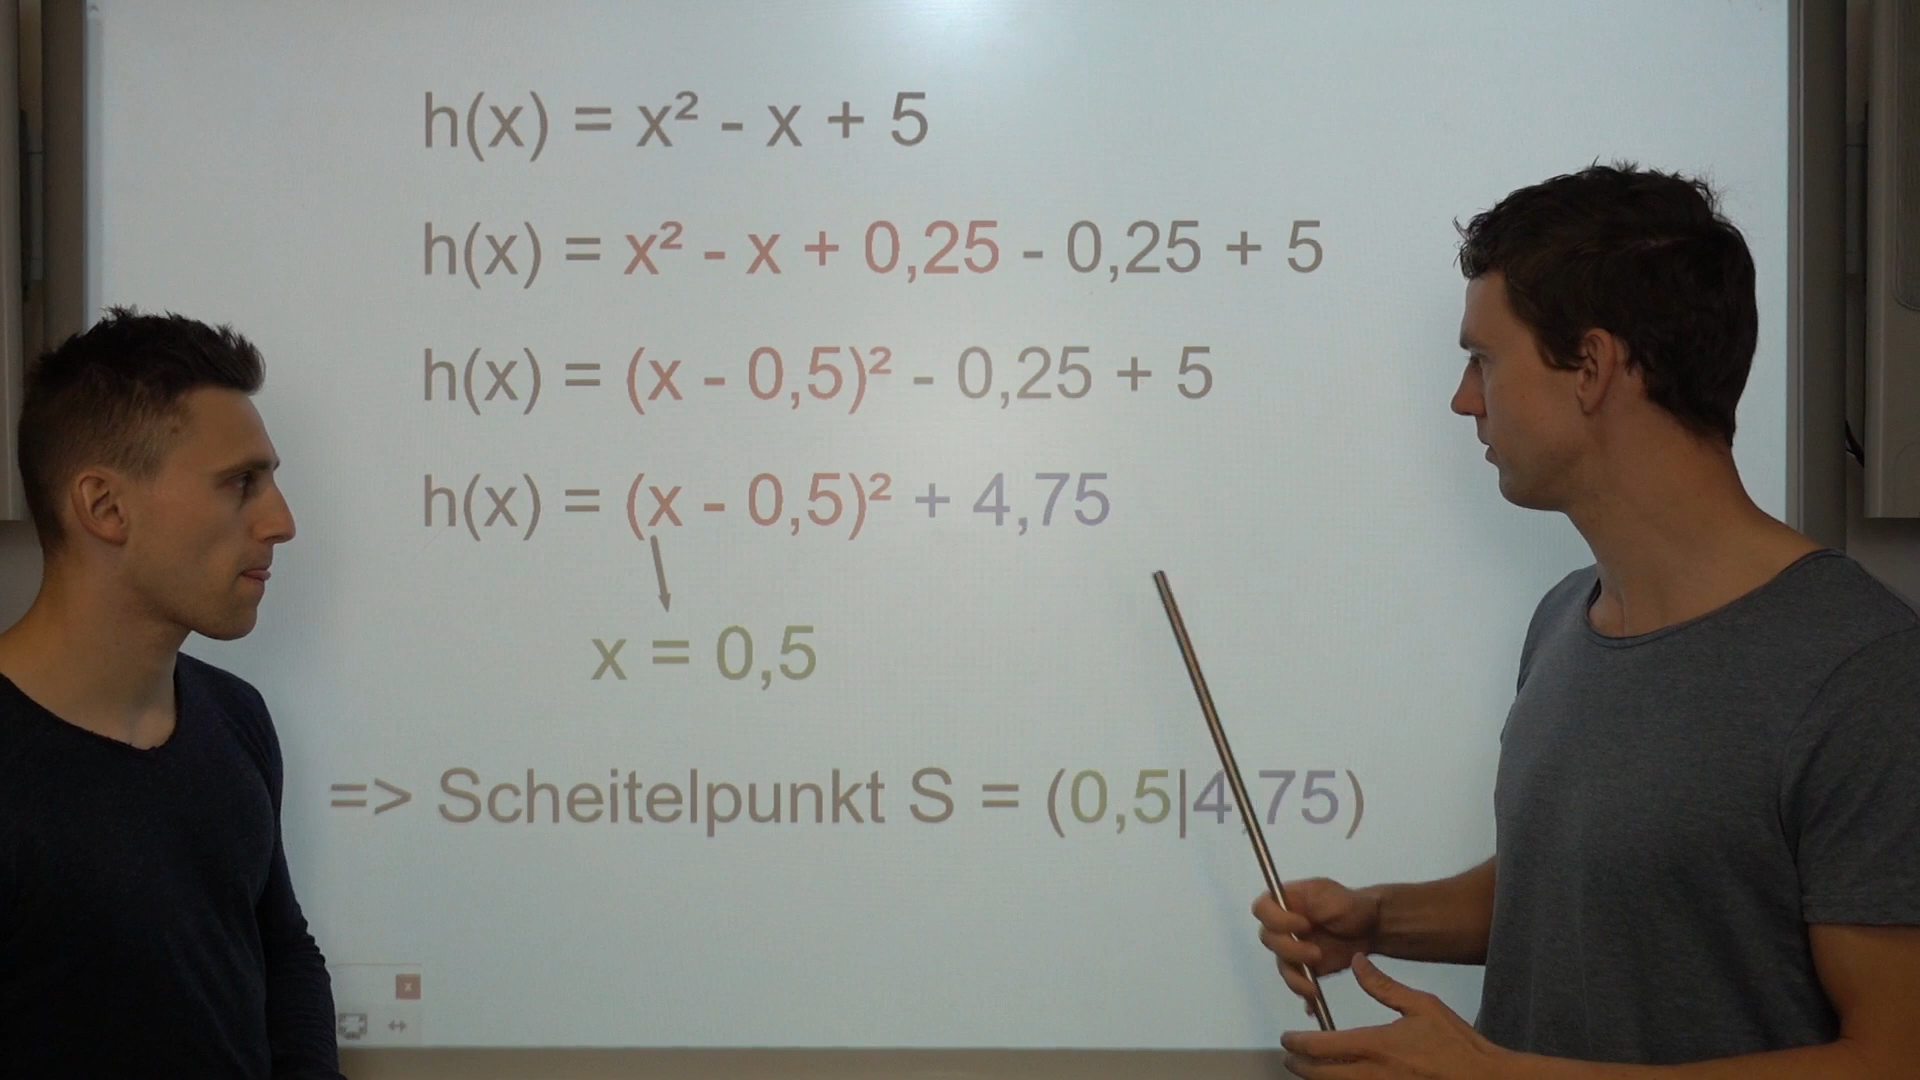 h(x) = x² - x + 5
h(x) = x² - x + 0,25 - 0,25 + 5
h(x) = (x - 0,5)² - 0,25 + 5
h(x) = (x - 0,5)² + 4,75
x = 0,5
=> Scheitelpunkt S = (0,5|4,75)